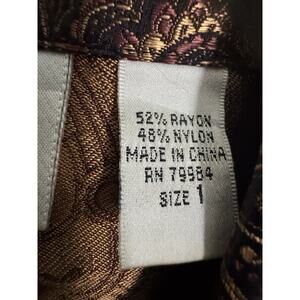 52% RAYON
48% NYLON
MADE IN CHINA
RN 79984
SIZE 1